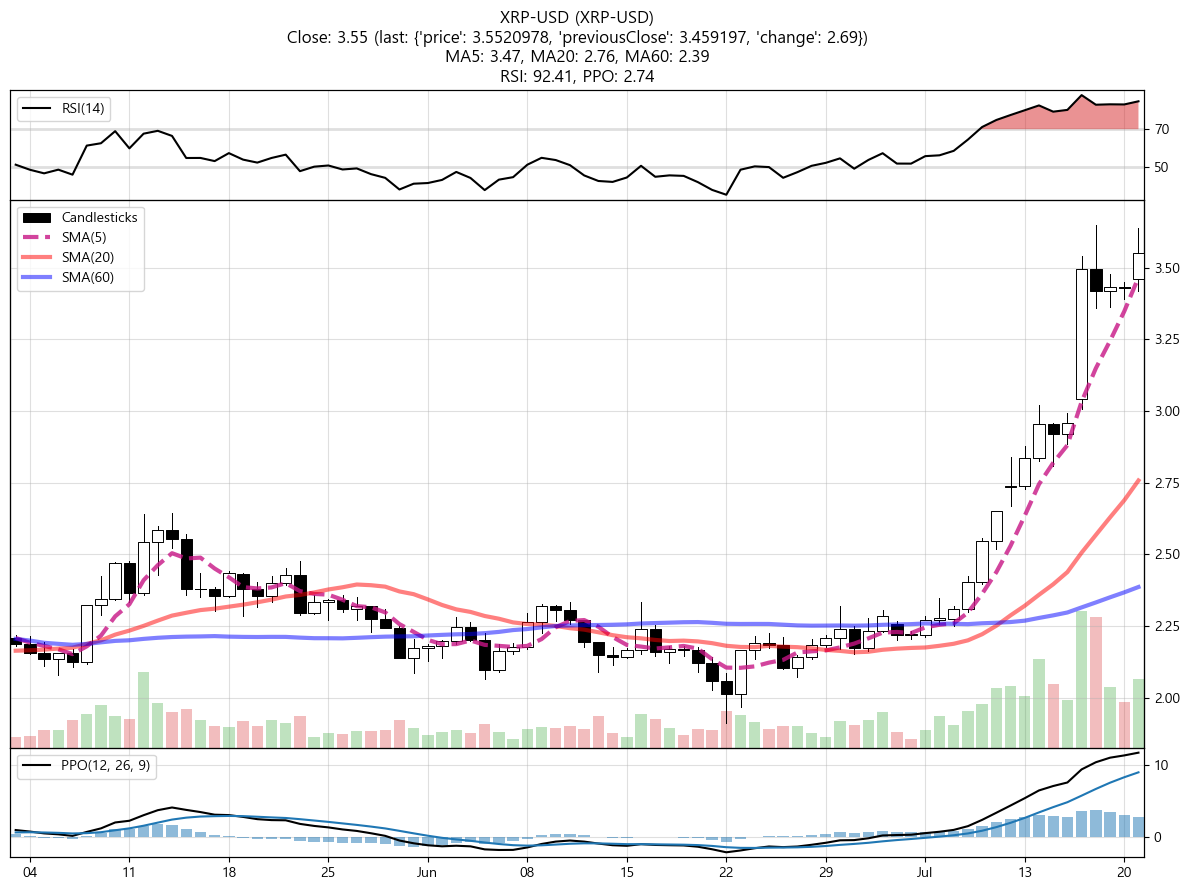 XRP-USD (XRP-USD)
Close: 3.55 (last: {'price': 3.5520978, 'previousClose': 3.459197, 'change': 2.69})
MA5: 3.47, MA20: 2.76, MA60: 2.39
RSI: 92.41, PPO: 2.74
RSI(14)
70
50
Candlesticks
SMA(5)
SMA(20)
SMA(60)
3.50
3.25
3.00
2.75
2.50
2.25
2.00
PPO(12, 26, 9)
10
0
04 11 18 25 Jun 08 15 22 29 Jul 13 20